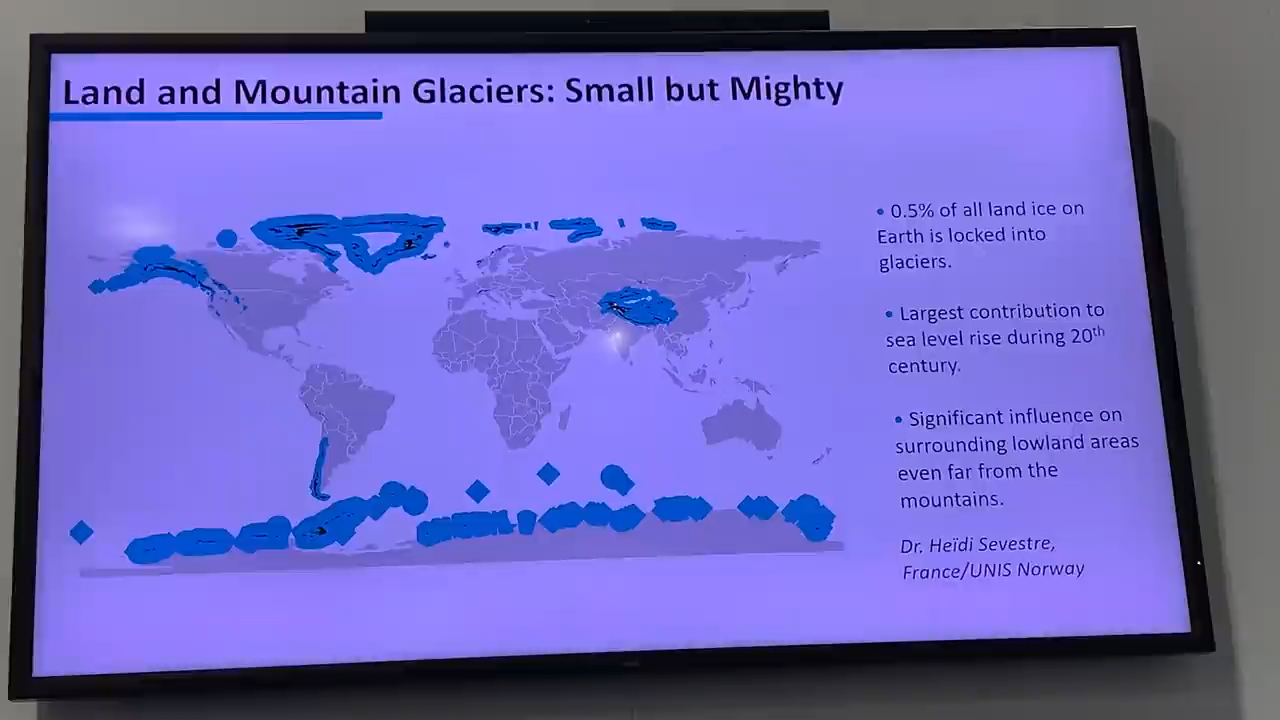 Land and Mountain Glaciers: Small but Mighty
• 0.5% of all land ice on
Earth is locked into
glaciers.
• Largest contribution to
sea level rise during 20th
century.
• Significant influence on
surrounding lowland areas
even far from the
mountains.
Dr. Heïdi Sevestre,
France/UNIS Norway